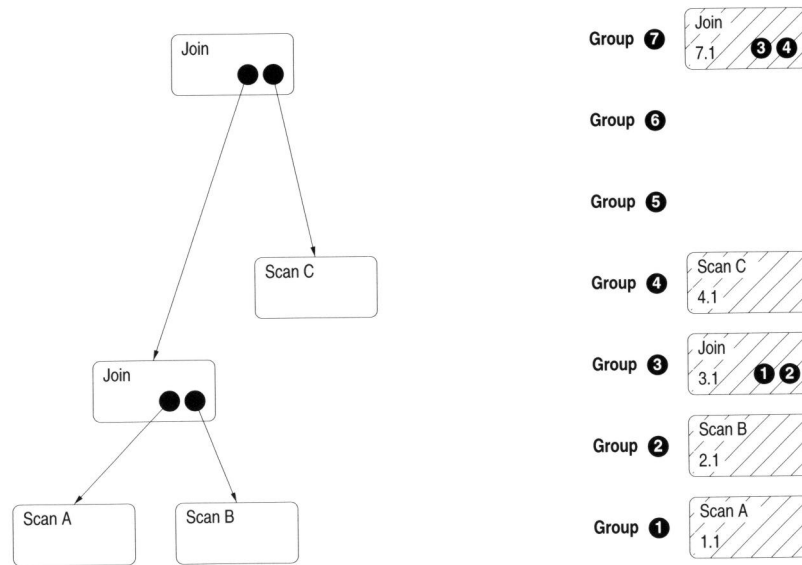 Join
Scan C
Join
Scan A
Scan B
Group 7
Join
7.1 3 4
Group 6
Group 5
Group 4
Scan C
4.1
Group 3
Join
3.1 1 2
Group 2
Scan B
2.1
Group 1
Scan A
1.1